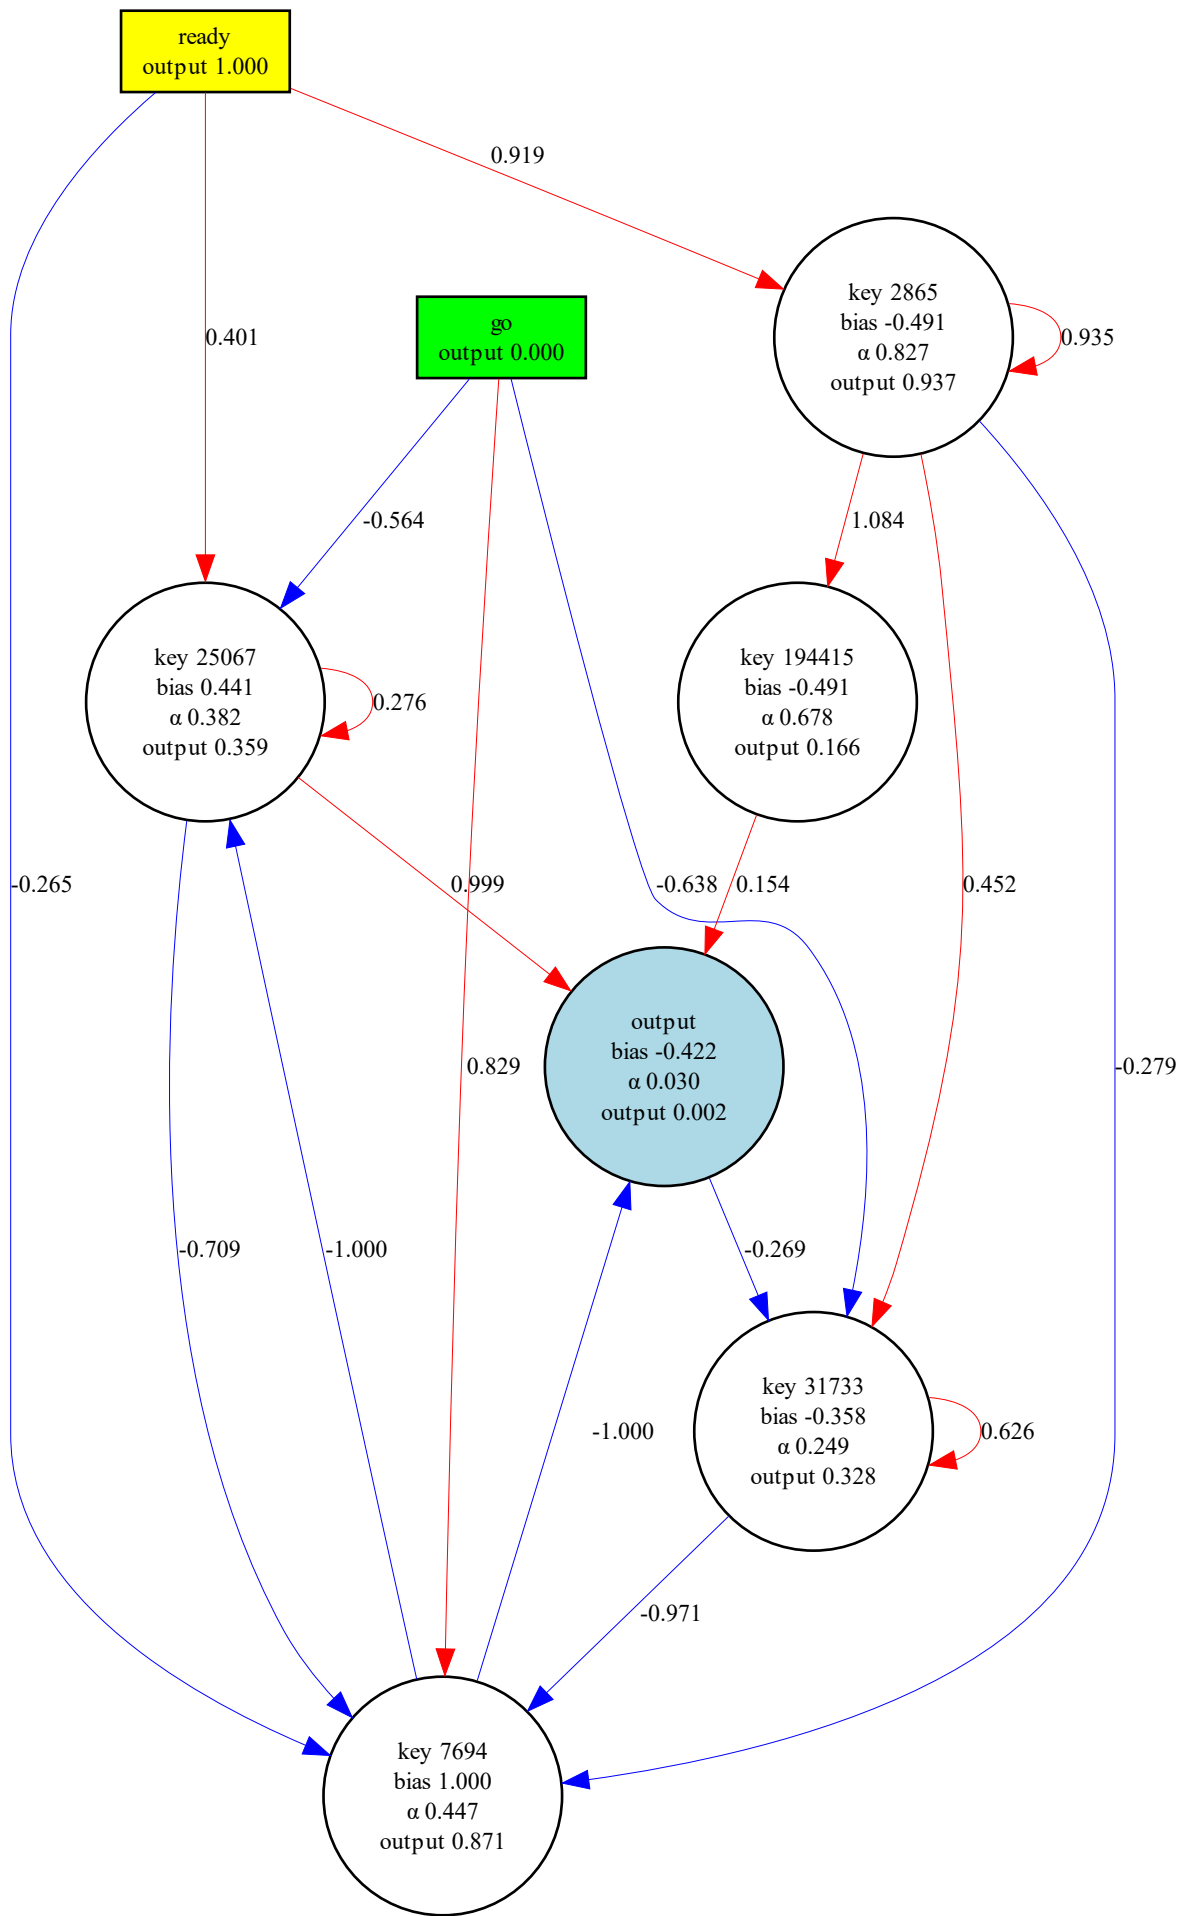 ready
output 1.000
0.919
key 2865
bias -0.491
α 0.827
output 0.937
0.935
go
output 0.000
0.401
-0.564
1.084
key 25067
bias 0.441
α 0.382
output 0.359
0.276
key 194415
bias -0.491
α 0.678
output 0.166
-0.265
0.999
-0.638
0.154
0.452
output
bias -0.422
α 0.030
output 0.002
0.829
-0.279
-0.709
-1.000
-0.269
key 31733
bias -0.358
α 0.249
output 0.328
-1.000
0.626
-0.971
key 7694
bias 1.000
α 0.447
output 0.871